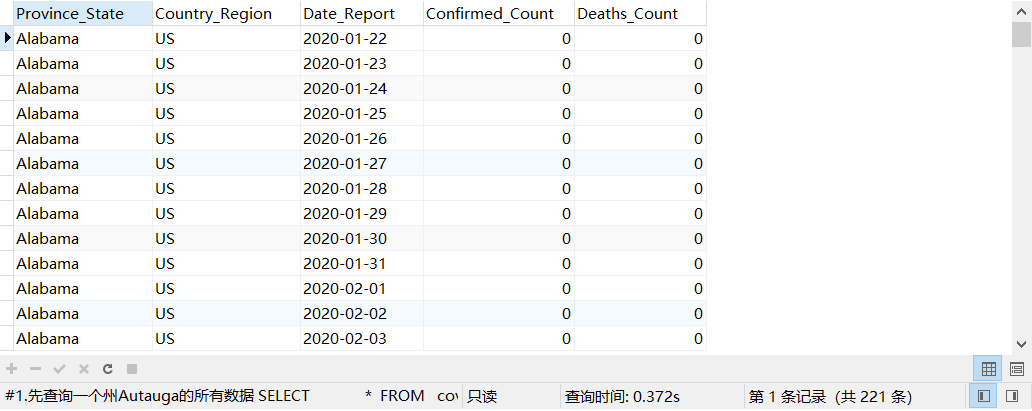 Province_State Country_Region Date_Report Confirmed_Count Deaths_Count
Alabama US 2020-01-22 0 0
Alabama US 2020-01-23 0 0
Alabama US 2020-01-24 0 0
Alabama US 2020-01-25 0 0
Alabama US 2020-01-26 0 0
Alabama US 2020-01-27 0 0
Alabama US 2020-01-28 0 0
Alabama US 2020-01-29 0 0
Alabama US 2020-01-30 0 0
Alabama US 2020-01-31 0 0
Alabama US 2020-02-01 0 0
Alabama US 2020-02-02 0 0
Alabama US 2020-02-03 0 0
#1.先查询一个州Autauga的所有数据 SELECT * FROM cov 只读 查询时间: 0.372s 第 1 条记录 (共 221 条)